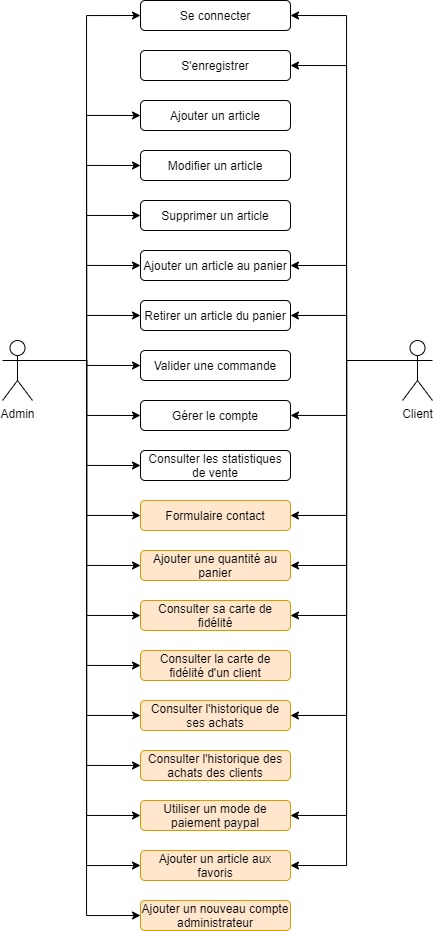 Se connecter
S'enregistrer
Ajouter un article
Modifier un article
Supprimer un article
Ajouter un article au panier
Retirer un article du panier
Valider une commande
Admin
Client
Gérer le compte
Consulter les statistiques
de vente
Formulaire contact
Ajouter une quantité au
panier
Consulter sa carte de
fidélité
Consulter la carte de
fidélité d'un client
Consulter l'historique de
ses achats
Consulter l'historique des
achats des clients
Utiliser un mode de
paiement paypal
Ajouter un article aux
favoris
Ajouter un nouveau compte
administrateur